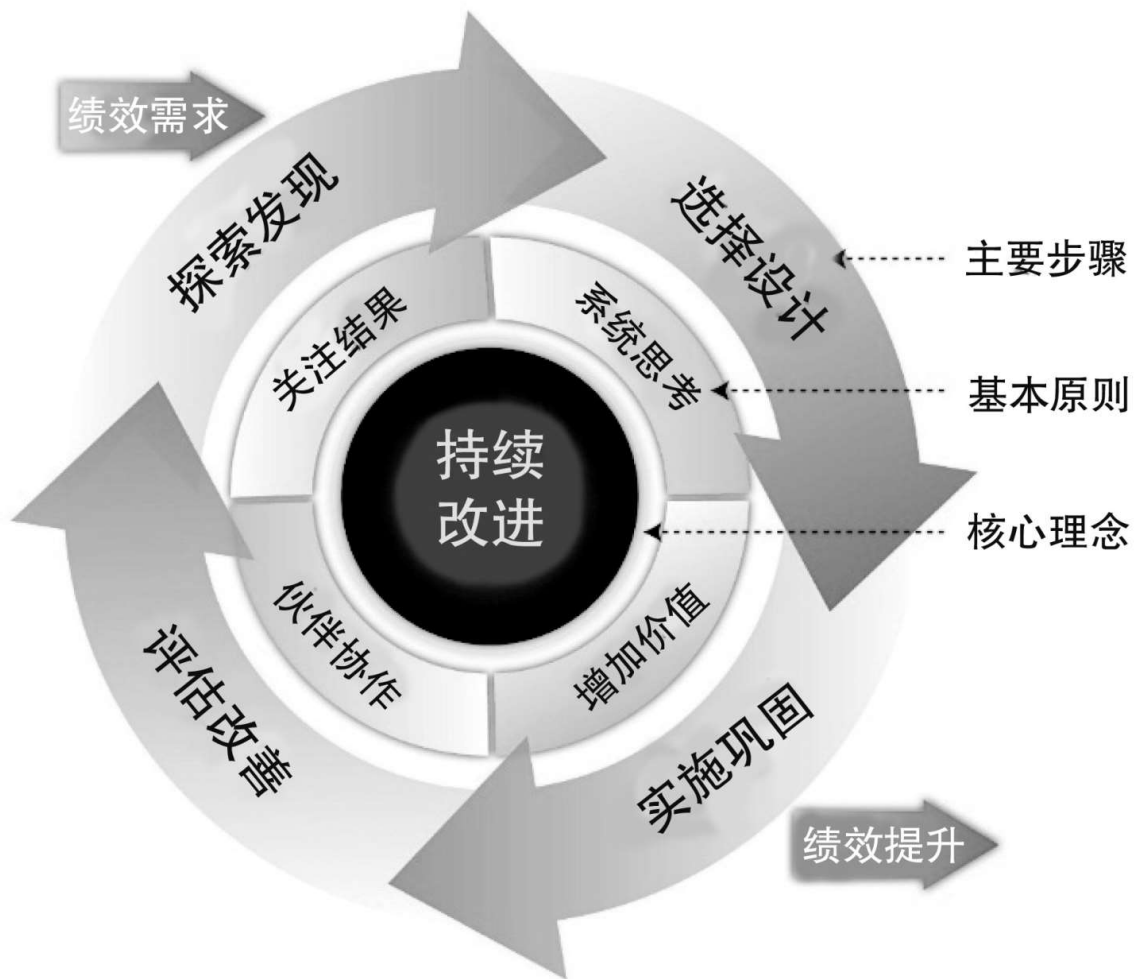 绩效需求
探索发现
选择设计
主要步骤
关注结果
系统思考
基本原则
持续
改进
核心理念
伙伴协作
增加价值
评估改善
实施巩固
绩效提升